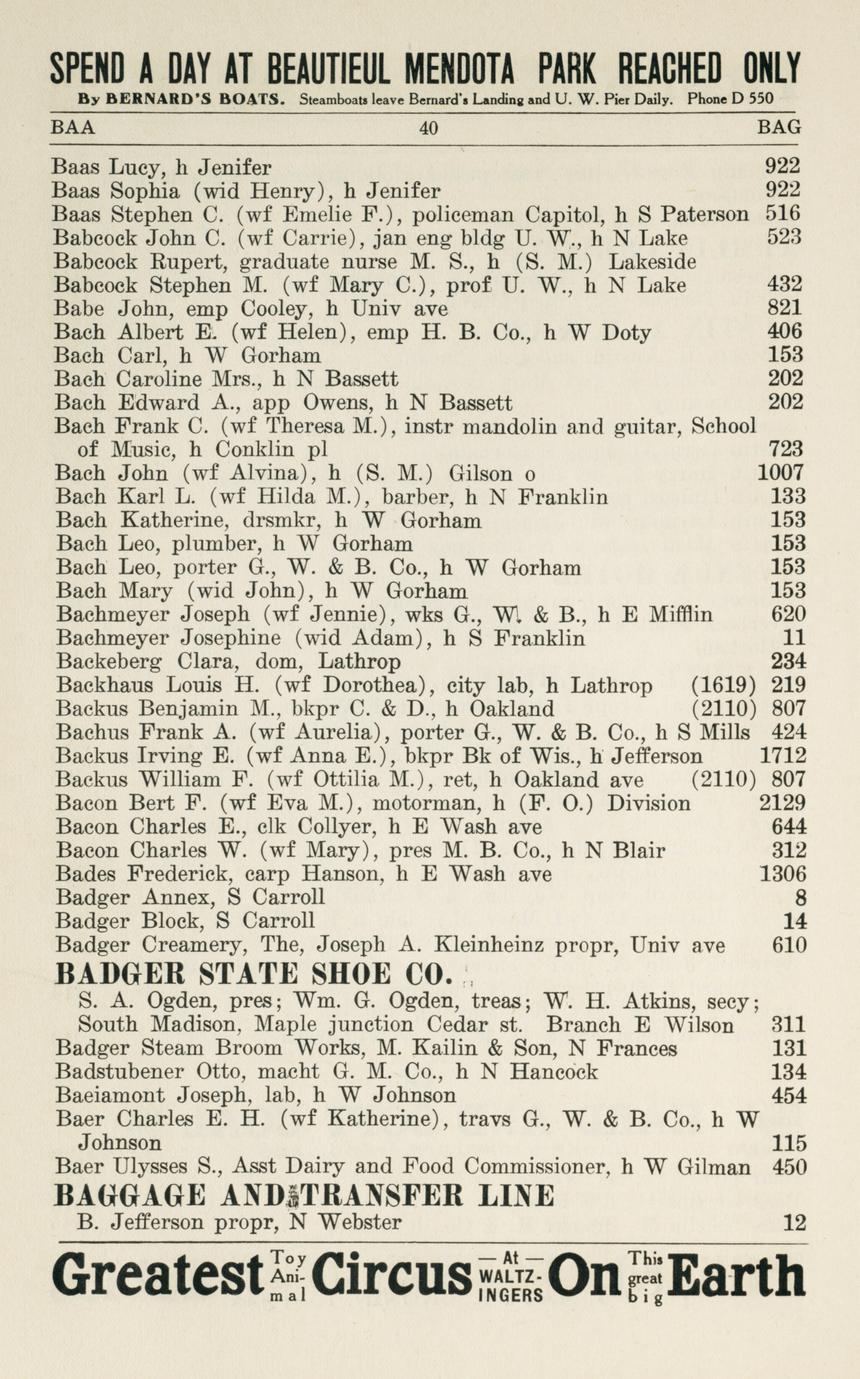 SPEND A DAY AT BEAUTIEUL MENDOTA PARK REACHED ONLY
By BERNARD'S BOATS. Steamboats leave Bernard's Landing and U. W. Pier Daily. Phone D 550
BAA 40 BAG
Baas Lucy, h Jenifer 922
Baas Sophia (wid Henry), h Jenifer 922
Baas Stephen C. (wf Emelie F.), policeman Capitol, h S Paterson 516
Babcock John C. (wf Carrie), jan eng bldg U. W., h N Lake 523
Babcock Rupert, graduate nurse M. S., h (S. M.) Lakeside
Babcock Stephen M. (wf Mary C.), prof U. W., h N Lake 432
Babe John, emp Cooley, h Univ ave 821
Bach Albert E. (wf Helen), emp H. B. Co., h W Doty 406
Bach Carl, h W Gorham 153
Bach Caroline Mrs., h N Bassett 202
Bach Edward A., app Owens, h N Bassett 202
Bach Frank C. (wf Theresa M.), instr mandolin and guitar, School
of Music, h Conklin pl 723
Bach John (wf Alvina), h (S. M.) Gilson o 1007
Bach Karl L. (wf Hilda M.), barber, h N Franklin 133
Bach Katherine, drsmkr, h W Gorham 153
Bach Leo, plumber, h W Gorham 153
Bach Leo, porter G., W. & B. Co., h W Gorham 153
Bach Mary (wid John), h W Gorham 153
Bachmeyer Joseph (wf Jennie), wks G., W. & B., h E Mifflin 620
Bachmeyer Josephine (wid Adam), h S Franklin 11
Backeberg Clara, dom, Lathrop 234
Backhaus Louis H. (wf Dorothea), city lab, h Lathrop (1619) 219
Backus Benjamin M., bkpr C. & D., h Oakland (2110) 807
Bachus Frank A. (wf Aurelia), porter G., W. & B. Co., h S Mills 424
Backus Irving E. (wf Anna E.), bkpr Bk of Wis., h Jefferson 1712
Backus William F. (wf Ottilia M.), ret, h Oakland ave (2110) 807
Bacon Bert F. (wf Eva M.), motorman, h (F. O.) Division 2129
Bacon Charles E., clk Collyer, h E Wash ave 644
Bacon Charles W. (wf Mary), pres M. B. Co., h N Blair 312
Bades Frederick, carp Hanson, h E Wash ave 1306
Badger Annex, S Carroll 8
Badger Block, S Carroll 14
Badger Creamery, The, Joseph A. Kleinheinz propr, Univ ave 610
BADGER STATE SHOE CO.
S. A. Ogden, pres; Wm. G. Ogden, treas; W. H. Atkins, secy;
South Madison, Maple junction Cedar st. Branch E Wilson 311
Badger Steam Broom Works, M. Kailin & Son, N Frances 131
Badstubener Otto, macht G. M. Co., h N Hancock 134
Baeiamont Joseph, lab, h W Johnson 454
Baer Charles E. H. (wf Katherine), travs G., W. & B. Co., h W
Johnson 115
Baer Ulysses S., Asst Dairy and Food Commissioner, h W Gilman 450
BAGGAGE AND TRANSFER LINE
B. Jefferson propr, N Webster 12
Greatest Toy Ani- mal Circus — At — WALTZ- INGERS On This great big Earth